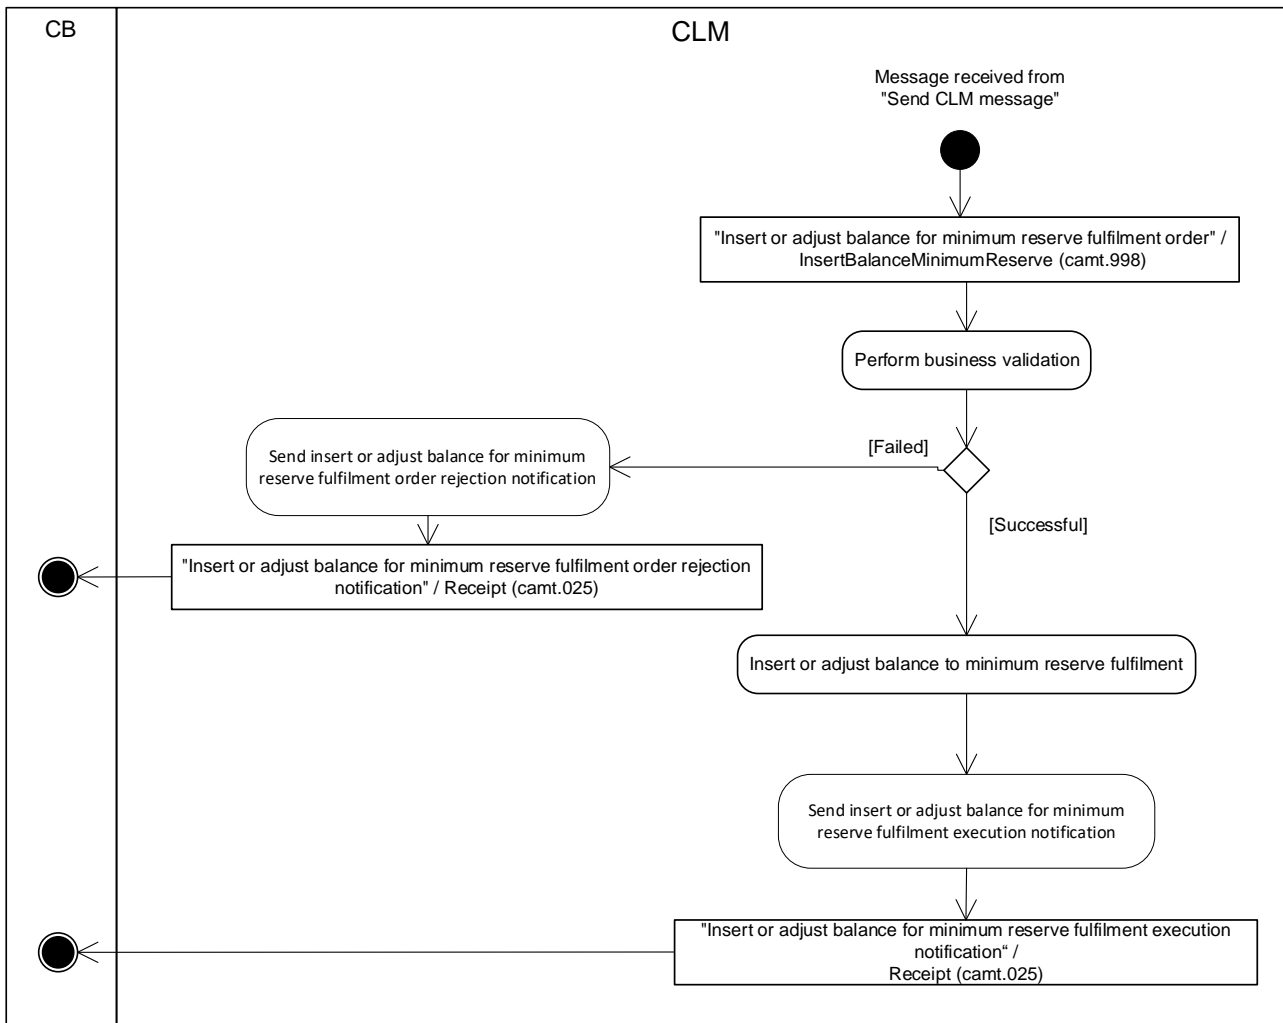 CB
CLM
Message received from
"Send CLM message"
"Insert or adjust balance for minimum reserve fulfilment order" /
InsertBalanceMinimumReserve (camt.998)
Perform business validation
[Failed]
Send insert or adjust balance for minimum
reserve fulfilment order rejection notification
[Successful]
"Insert or adjust balance for minimum reserve fulfilment order rejection
notification" / Receipt (camt.025)
Insert or adjust balance to minimum reserve fulfilment
Send insert or adjust balance for minimum
reserve fulfilment execution notification
"Insert or adjust balance for minimum reserve fulfilment execution
notification“ /
Receipt (camt.025)